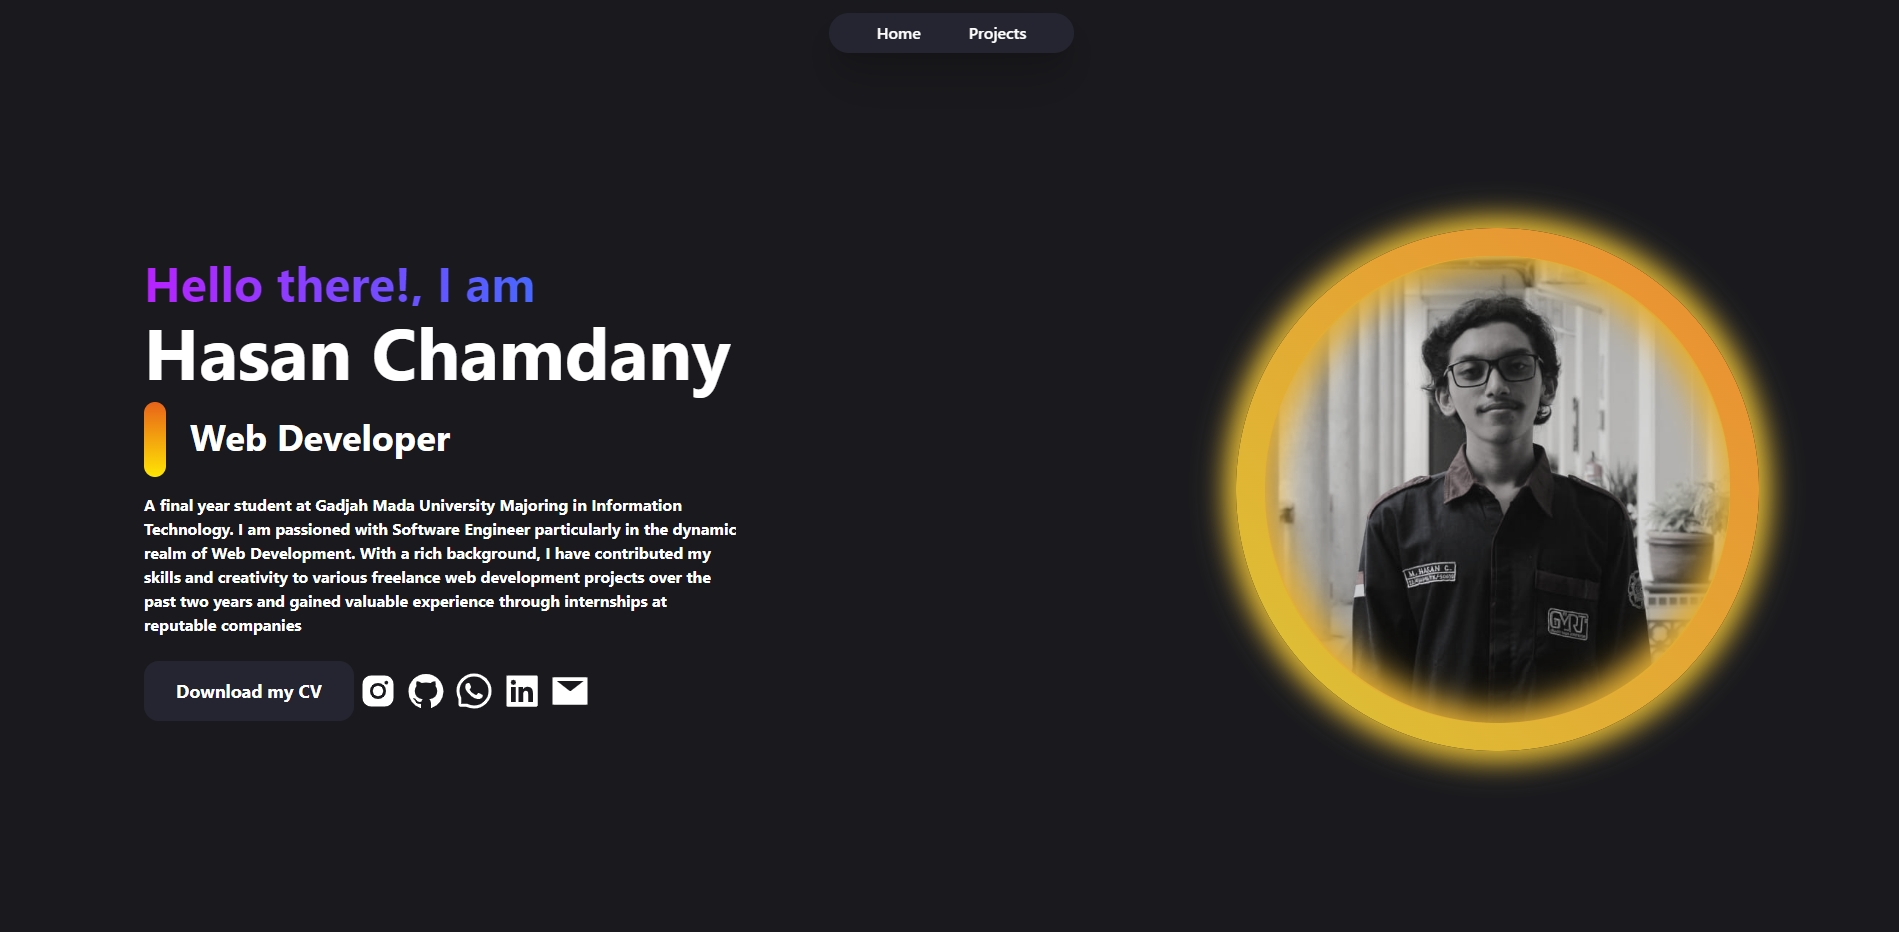 Home Projects
Hello there!, I am
Hasan Chamdany
Web Developer
A final year student at Gadjah Mada University Majoring in Information
Technology. I am passioned with Software Engineer particularly in the dynamic
realm of Web Development. With a rich background, I have contributed my
skills and creativity to various freelance web development projects over the
past two years and gained valuable experience through internships at
reputable companies
Download my CV
in
M. HASAN C.